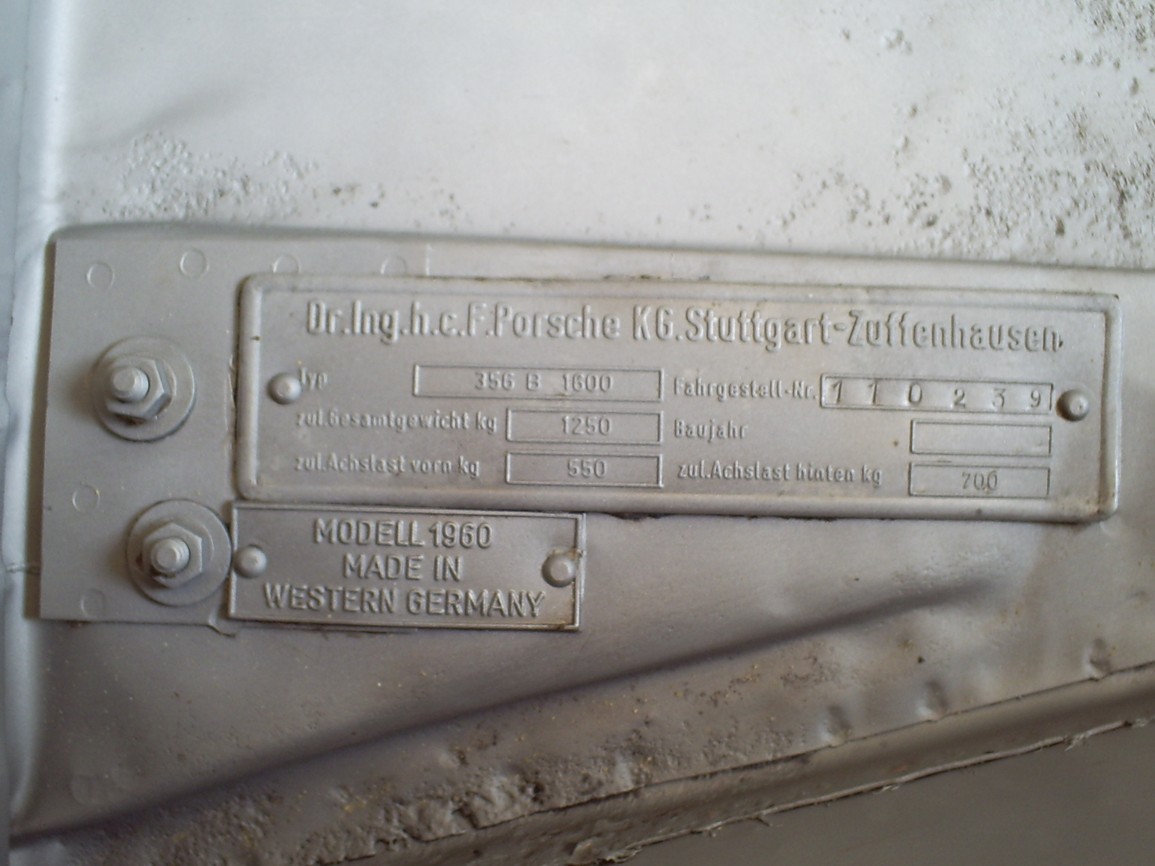 Dr.Ing.h.c.F.Porsche KG.Stuttgart-Zuffenhausen
Typ 356 B 1600 Fahrgestell-Nr. 110239
zul.Gesamtgewicht kg 1250 Baujahr
zul.Achslast vorn kg 550 zul.Achslast hinten kg 700
MODELL 1960
MADE IN
WESTERN GERMANY